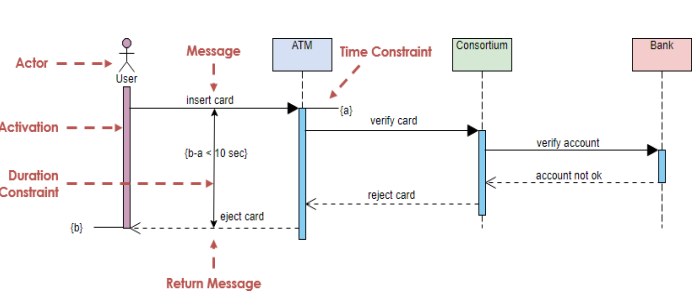 Message
ATM
Time Constraint
Consortium
Bank
Actor
User
insert card
{a}
verify card
Activation
verify account
{b-a < 10 sec}
Duration
Constraint
account not ok
reject card
eject card
{b}
Return Message